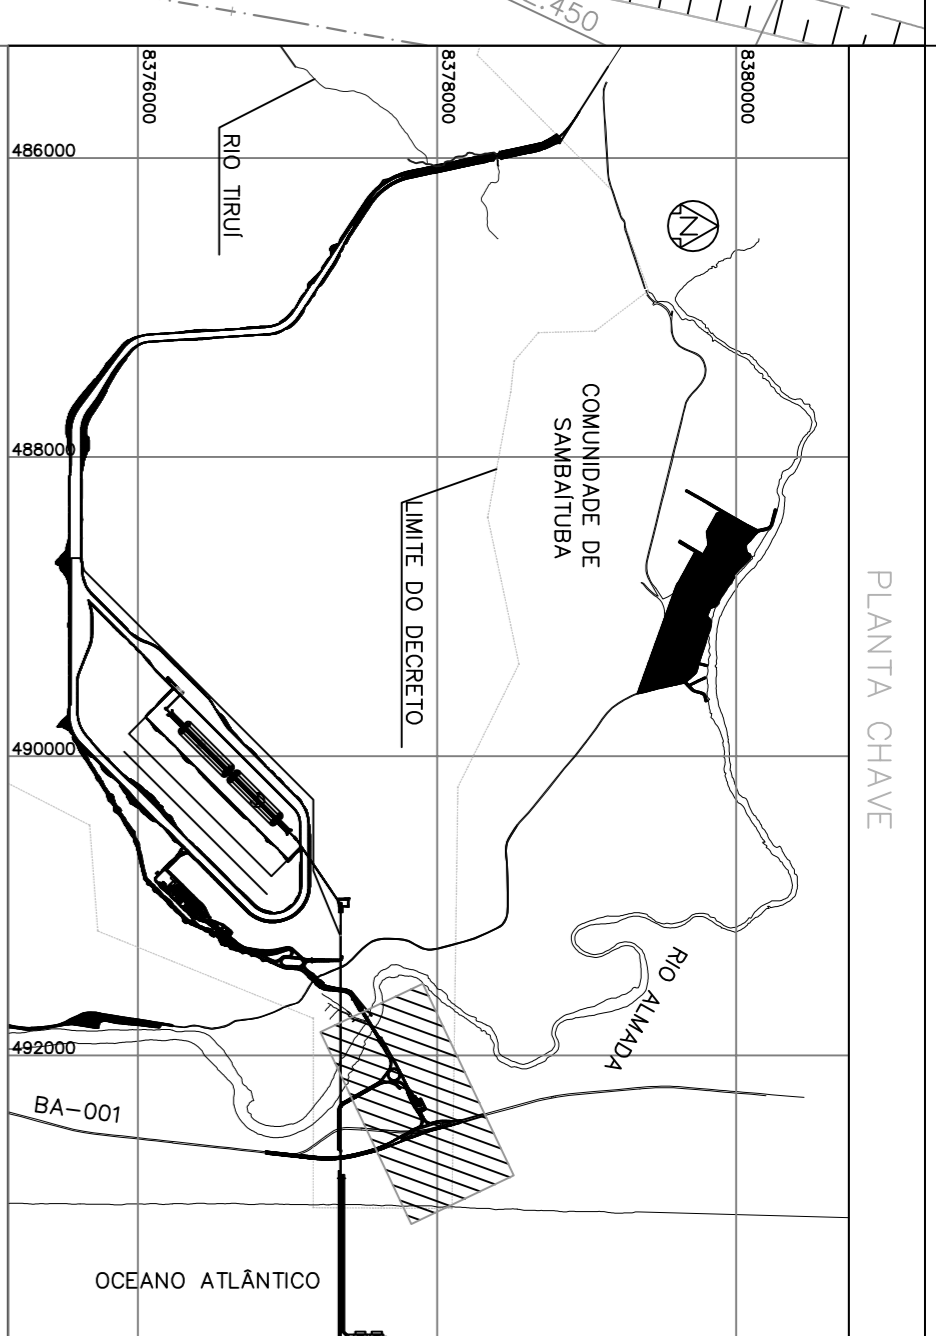 .450
8376000
8378000
8380000
486000
RIO TIRUÍ
N
488000
COMUNIDADE DE
SAMBAÍTUBA
LIMITE DO DECRETO
PLANTA CHAVE
490000
RIO ALMADA
492000
BA-001
OCEANO ATLÂNTICO